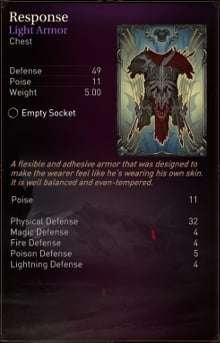 Response
Light Armor
Chest
Defense 49
Poise 11
Weight 5.00
Empty Socket
A flexible and adhesive armor that was designed to
make the wearer feel like he's wearing his own skin.
It is well balanced and even-tempered.
Poise 11
Physical Defense 32
Magic Defense 4
Fire Defense 4
Poison Defense 5
Lightning Defense 4